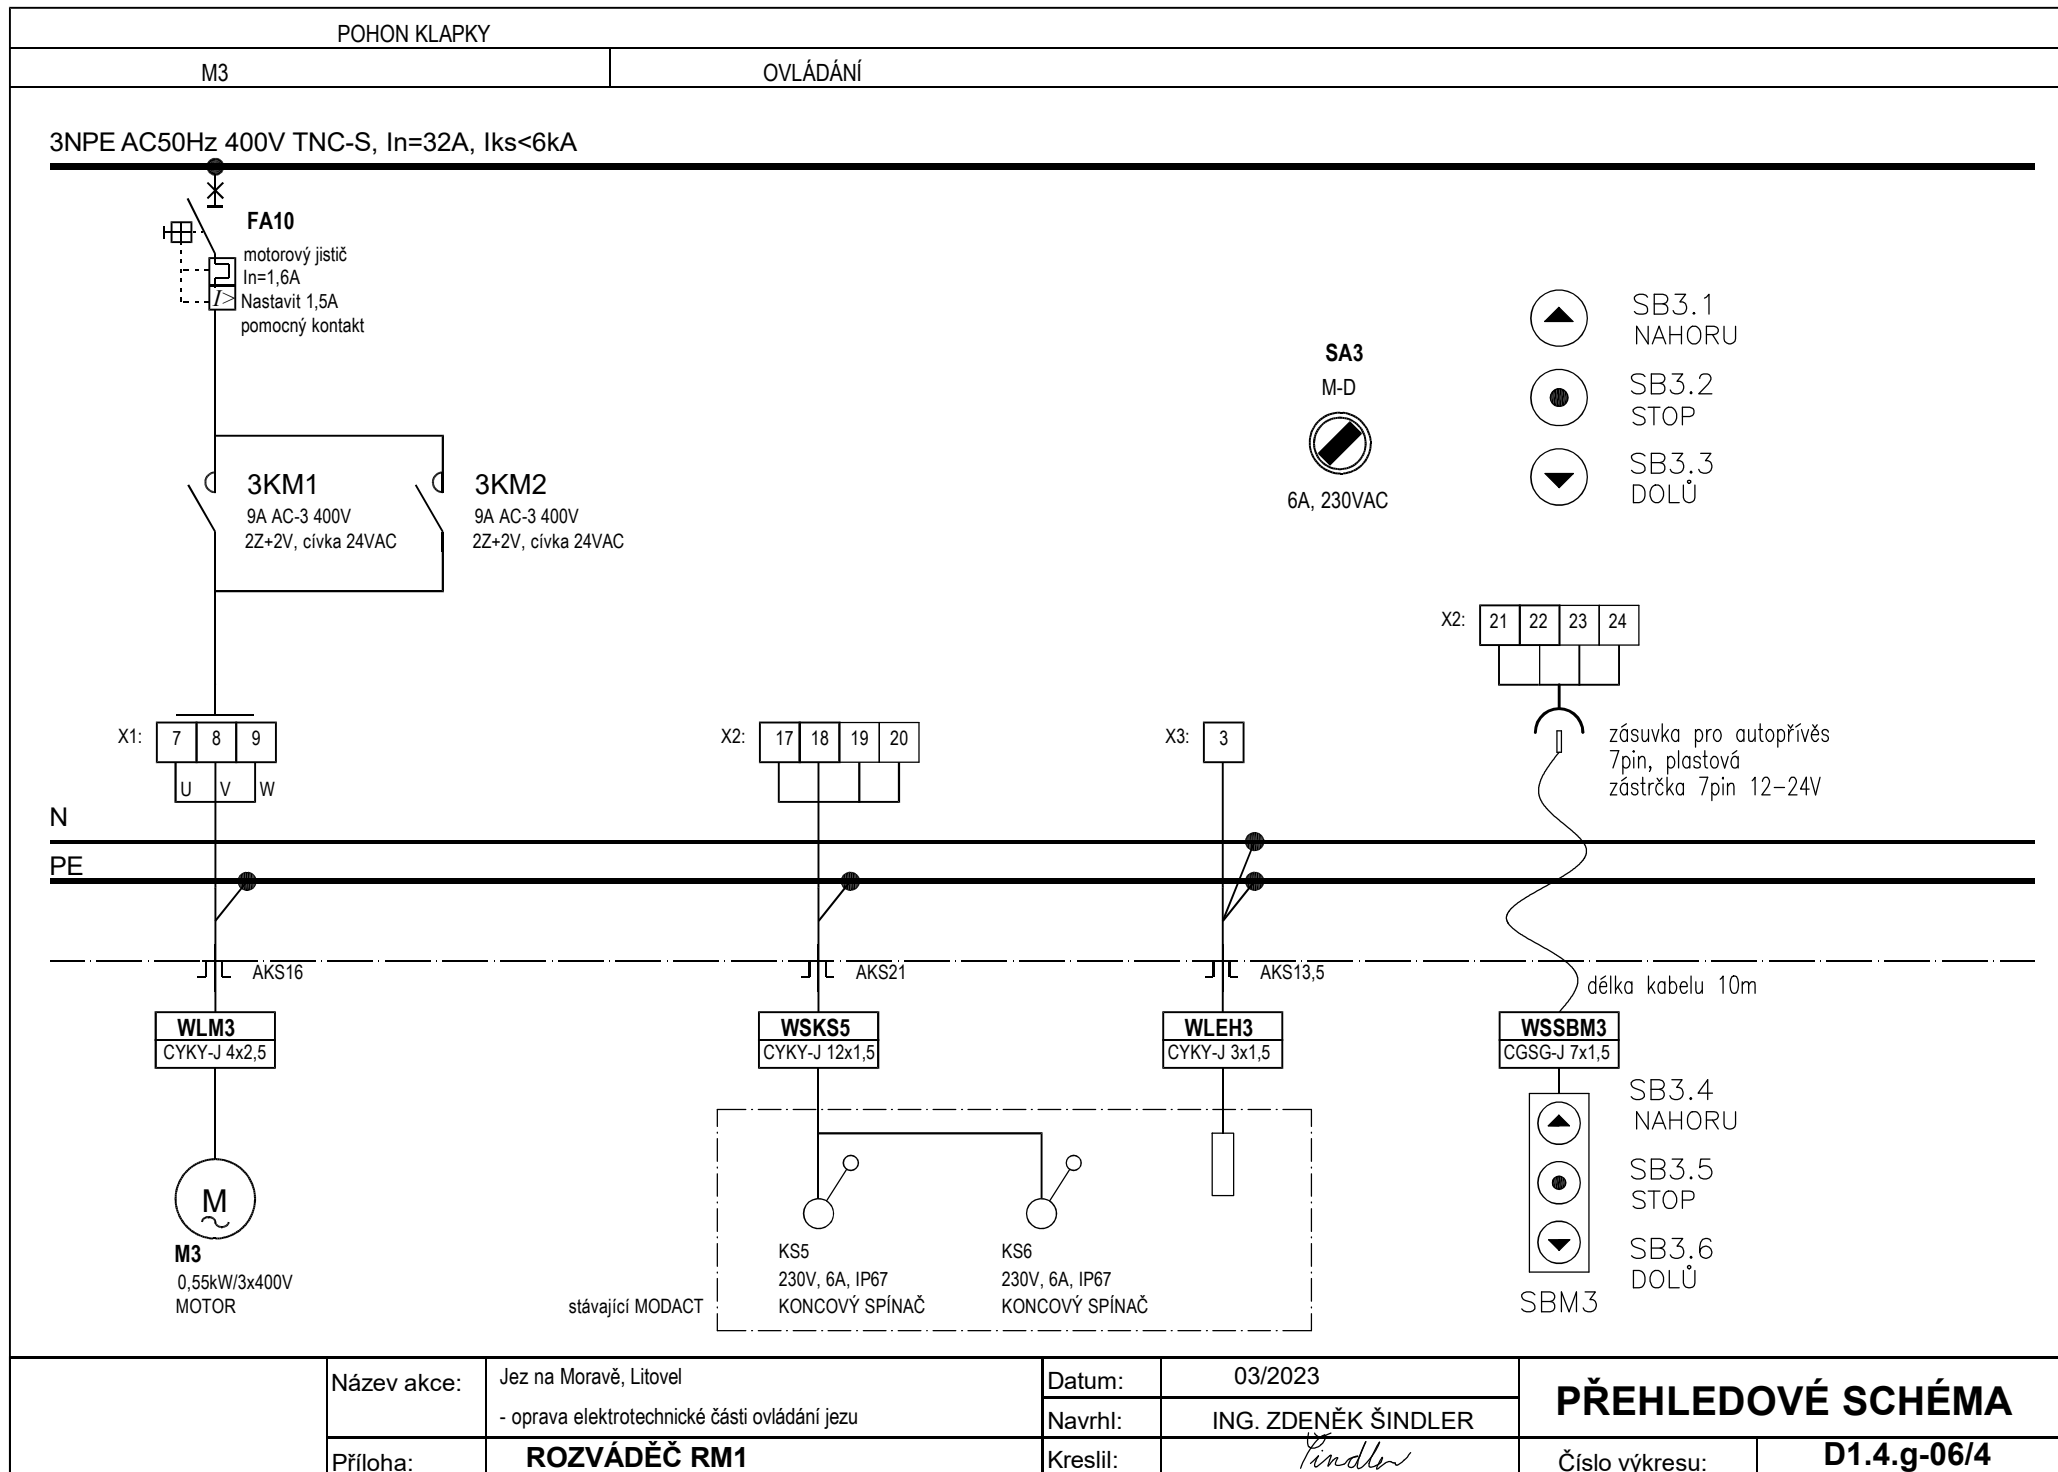 POHON KLAPKY
M3
OVLÁDÁNÍ
3NPE AC50Hz 400V TNC-S, In=32A, Iks<6kA
FA10
motorový jistič
In=1,6A
I>
Nastavit 1,5A
pomocný kontakt
SA3
M-D
6A, 230VAC
SB3.1
NAHORU
SB3.2
STOP
SB3.3
DOLŮ
3KM1
9A AC-3 400V
2Z+2V, cívka 24VAC
3KM2
9A AC-3 400V
2Z+2V, cívka 24VAC
X2: 21 22 23 24
X1: 7 8 9
U V W
X2: 17 18 19 20
X3: 3
zásuvka pro autopřívěs
7pin, plastová
zástrčka 7pin 12-24V
N
PE
AKS16
AKS21
AKS13,5
délka kabelu 10m
WLM3
CYKY-J 4x2,5
WSKS5
CYKY-J 12x1,5
WLEH3
CYKY-J 3x1,5
WSSBM3
CGSG-J 7x1,5
M
M3
0,55kW/3x400V
MOTOR
stávající MODACT
KS5
230V, 6A, IP67
KONCOVÝ SPÍNAČ
KS6
230V, 6A, IP67
KONCOVÝ SPÍNAČ
SB3.4
NAHORU
SB3.5
STOP
SB3.6
DOLŮ
SBM3
Název akce:
Jez na Moravě, Litovel
- oprava elektrotechnické části ovládání jezu
Příloha:
ROZVÁDĚČ RM1
Datum:
03/2023
Navrhl:
ING. ZDENĚK ŠINDLER
Kreslil:
Šindler
PŘEHLEDOVÉ SCHÉMA
Číslo výkresu:
D1.4.g-06/4